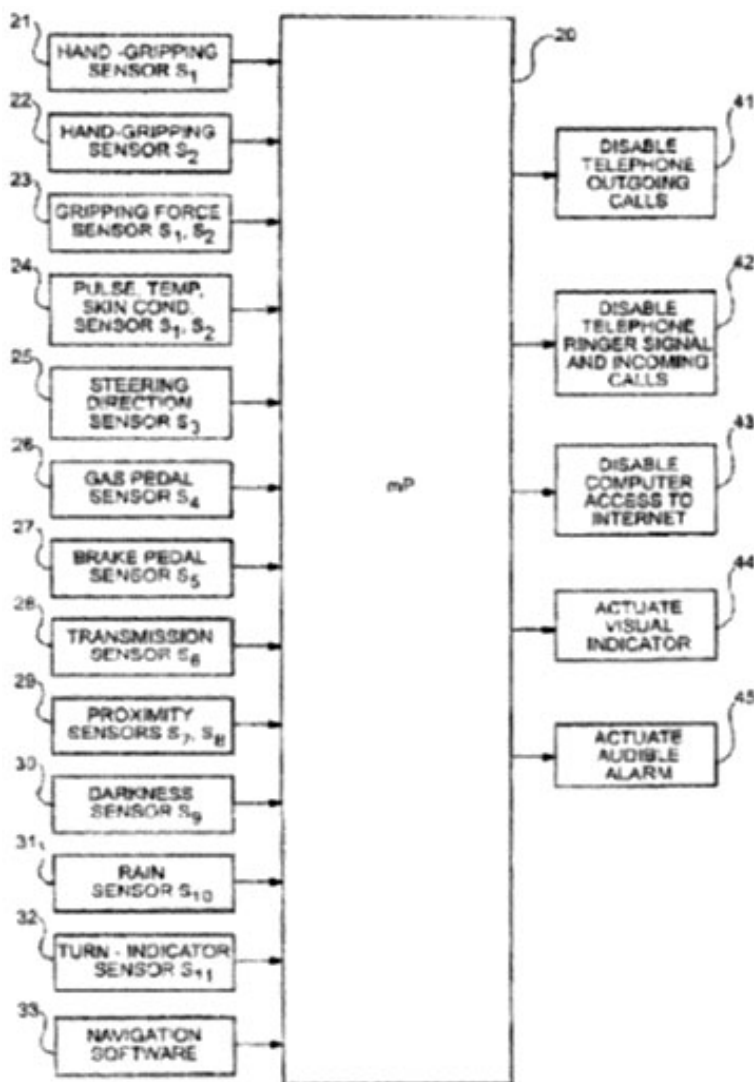 21
HAND-GRIPPING
SENSOR S1
22
HAND-GRIPPING
SENSOR S2
23
GRIPPING FORCE
SENSOR S1, S2
24
PULSE, TEMP,
SKIN COND.
SENSOR S1, S2
25
STEERING
DIRECTION
SENSOR S3
26
GAS PEDAL
SENSOR S4
27
BRAKE PEDAL
SENSOR S5
28
TRANSMISSION
SENSOR S6
29
PROXIMITY
SENSORS S7, S8
30
DARKNESS
SENSOR S9
31
RAIN
SENSOR S10
32
TURN-INDICATOR
SENSOR S11
33
NAVIGATION
SOFTWARE
mP
20
41
DISABLE
TELEPHONE
OUTGOING
CALLS
42
DISABLE
TELEPHONE
RINGER SIGNAL
AND INCOMING
CALLS
43
DISABLE
COMPUTER
ACCESS TO
INTERNET
44
ACTUATE
VISUAL
INDICATOR
45
ACTUATE
AUDIBLE
ALARM